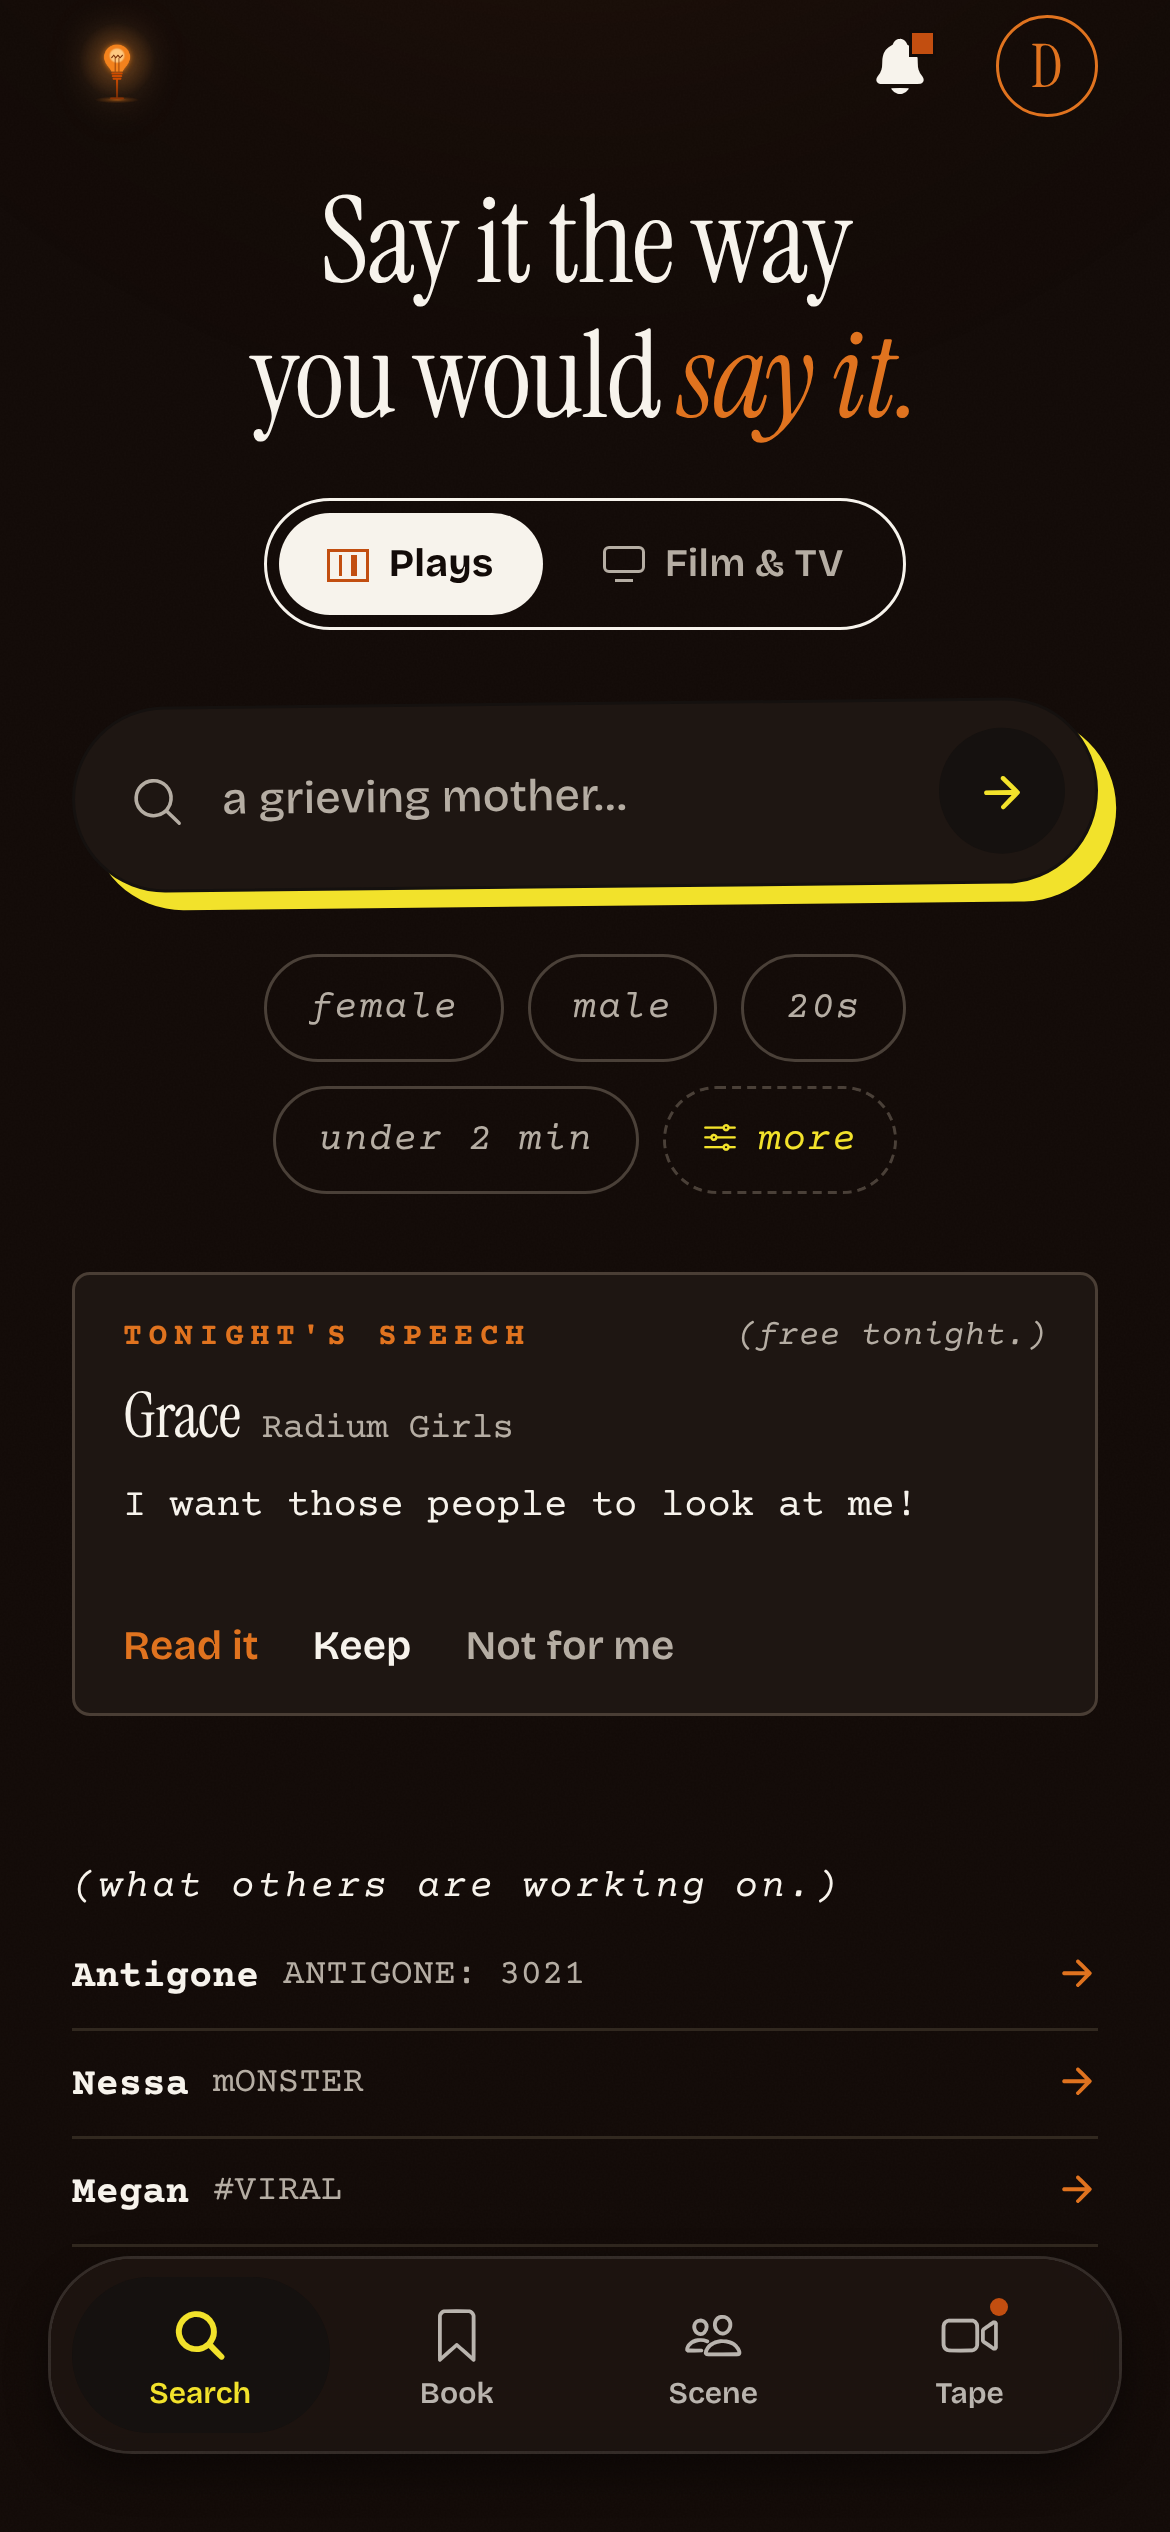 D
Say it the way
you would say it.
Plays
Film & TV
a grieving mother...
female
male
20s
under 2 min
more
TONIGHT'S SPEECH
(free tonight.)
Grace Radium Girls
I want those people to look at me!
Read it
Keep
Not for me
(what others are working on.)
Antigone ANTIGONE: 3021
Nessa mONSTER
Megan #VIRAL
Search
Book
Scene
Tape